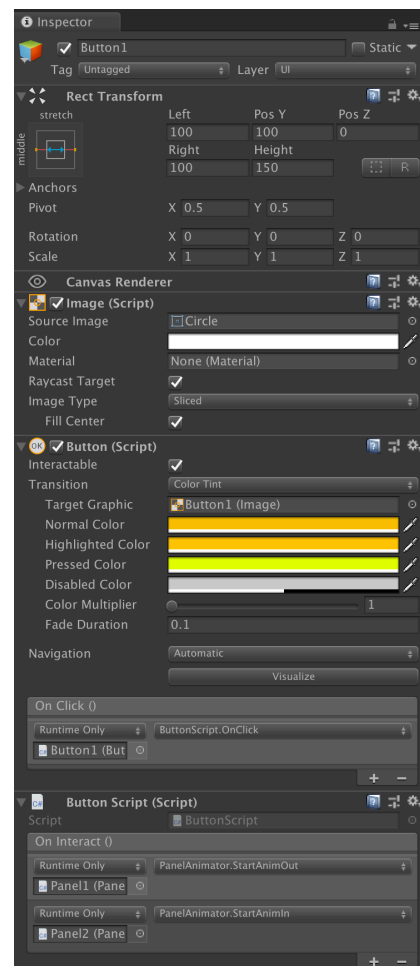 Inspector
Button1 Static
Tag Untagged Layer UI
Rect Transform
stretch Left Pos Y Pos Z
middle 100 100 0
Right Height
100 150 R
Anchors
Pivot X 0.5 Y 0.5
Rotation X 0 Y 0 Z 0
Scale X 1 Y 1 Z 1
Canvas Renderer
Image (Script)
Source Image Circle
Color
Material None (Material)
Raycast Target
Image Type Sliced
Fill Center
OK Button (Script)
Interactable
Transition Color Tint
Target Graphic Button1 (Image)
Normal Color
Highlighted Color
Pressed Color
Disabled Color
Color Multiplier 1
Fade Duration 0.1
Navigation Automatic
Visualize
On Click ()
Runtime Only ButtonScript.OnClick
Button1 (But
+ −
C# Button Script (Script)
Script ButtonScript
On Interact ()
Runtime Only PanelAnimator.StartAnimOut
Panel1 (Pane
Runtime Only PanelAnimator.StartAnimIn
Panel2 (Pane
+ −